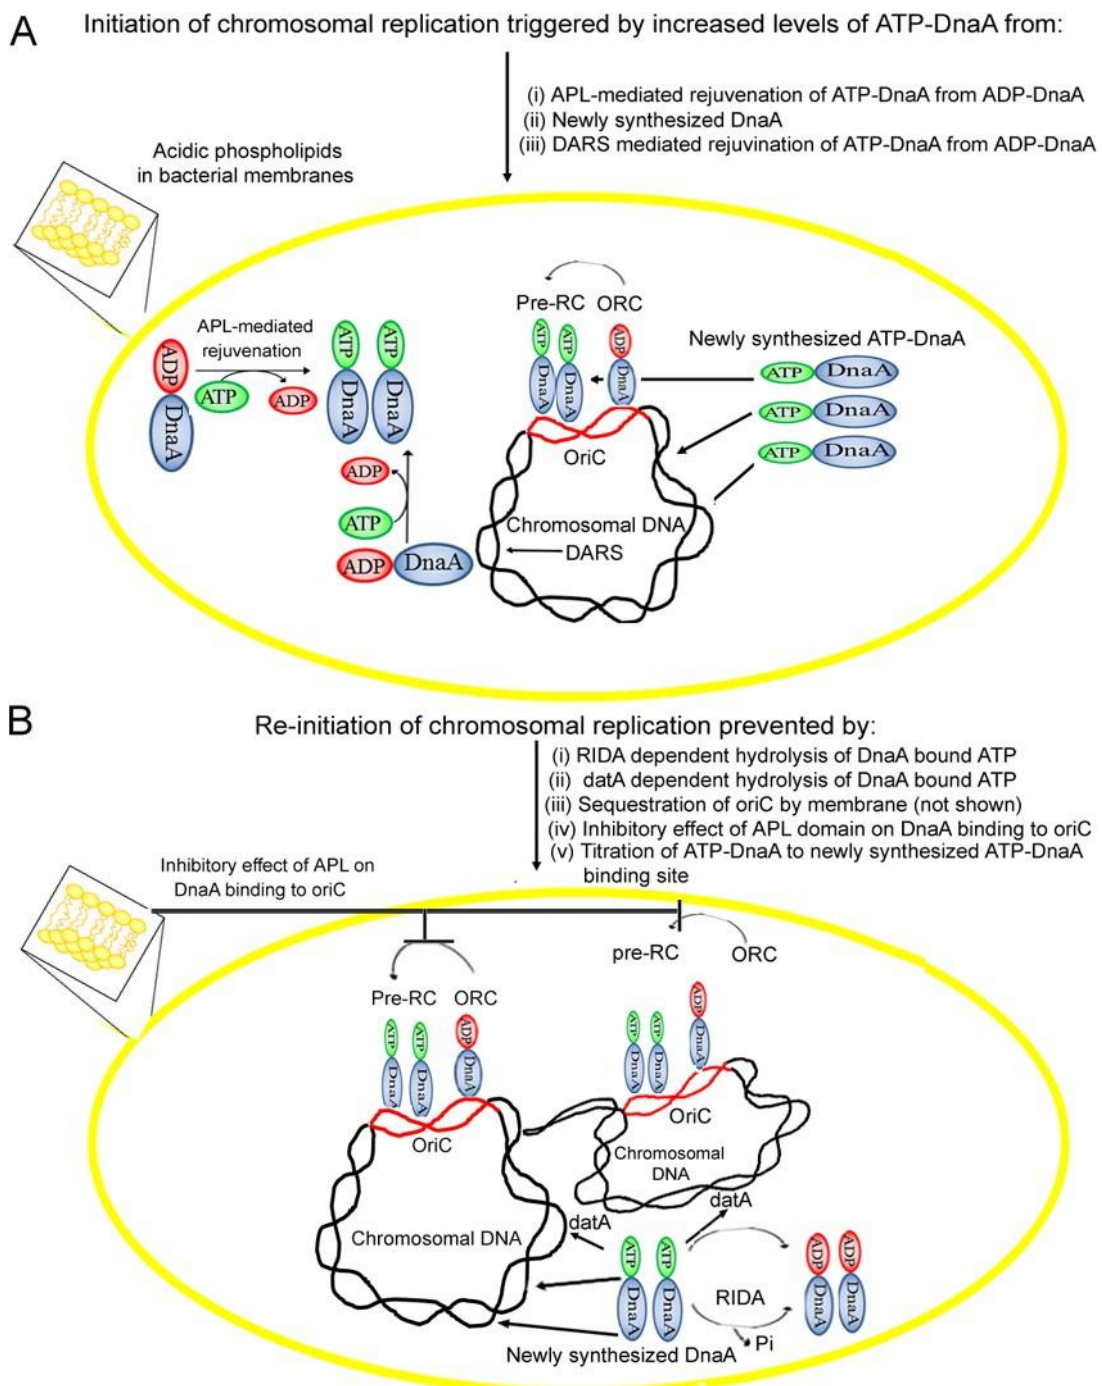 A
Initiation of chromosomal replication triggered by increased levels of ATP-DnaA from:
(i) APL-mediated rejuvenation of ATP-DnaA from ADP-DnaA
(ii) Newly synthesized DnaA
(iii) DARS mediated rejuvination of ATP-DnaA from ADP-DnaA
Acidic phospholipids
in bacterial membranes
Pre-RC ORC
APL-mediated
rejuvenation
Newly synthesized ATP-DnaA
ADP
DnaA
ATP
ADP
ATP
DnaA
ATP
DnaA
ATP
DnaA
ATP
DnaA
ADP
DnaA
ATP DnaA
ATP DnaA
ATP DnaA
OriC
ADP
ATP
ADP DnaA
Chromosomal DNA
DARS
B
Re-initiation of chromosomal replication prevented by:
(i) RIDA dependent hydrolysis of DnaA bound ATP
(ii) datA dependent hydrolysis of DnaA bound ATP
(iii) Sequestration of oriC by membrane (not shown)
(iv) Inhibitory effect of APL domain on DnaA binding to oriC
(v) Titration of ATP-DnaA to newly synthesized ATP-DnaA
binding site
Inhibitory effect of APL on
DnaA binding to oriC
pre-RC ORC
Pre-RC ORC
ATP
DnaA
ATP
DnaA
ADP
DnaA
ATP
DnaA
ATP
DnaA
ADP
DnaA
OriC
OriC
Chromosomal
DNA
datA
datA
Chromosomal DNA
ATP
DnaA
ATP
DnaA
RIDA
ADP
DnaA
ADP
DnaA
Pi
Newly synthesized DnaA